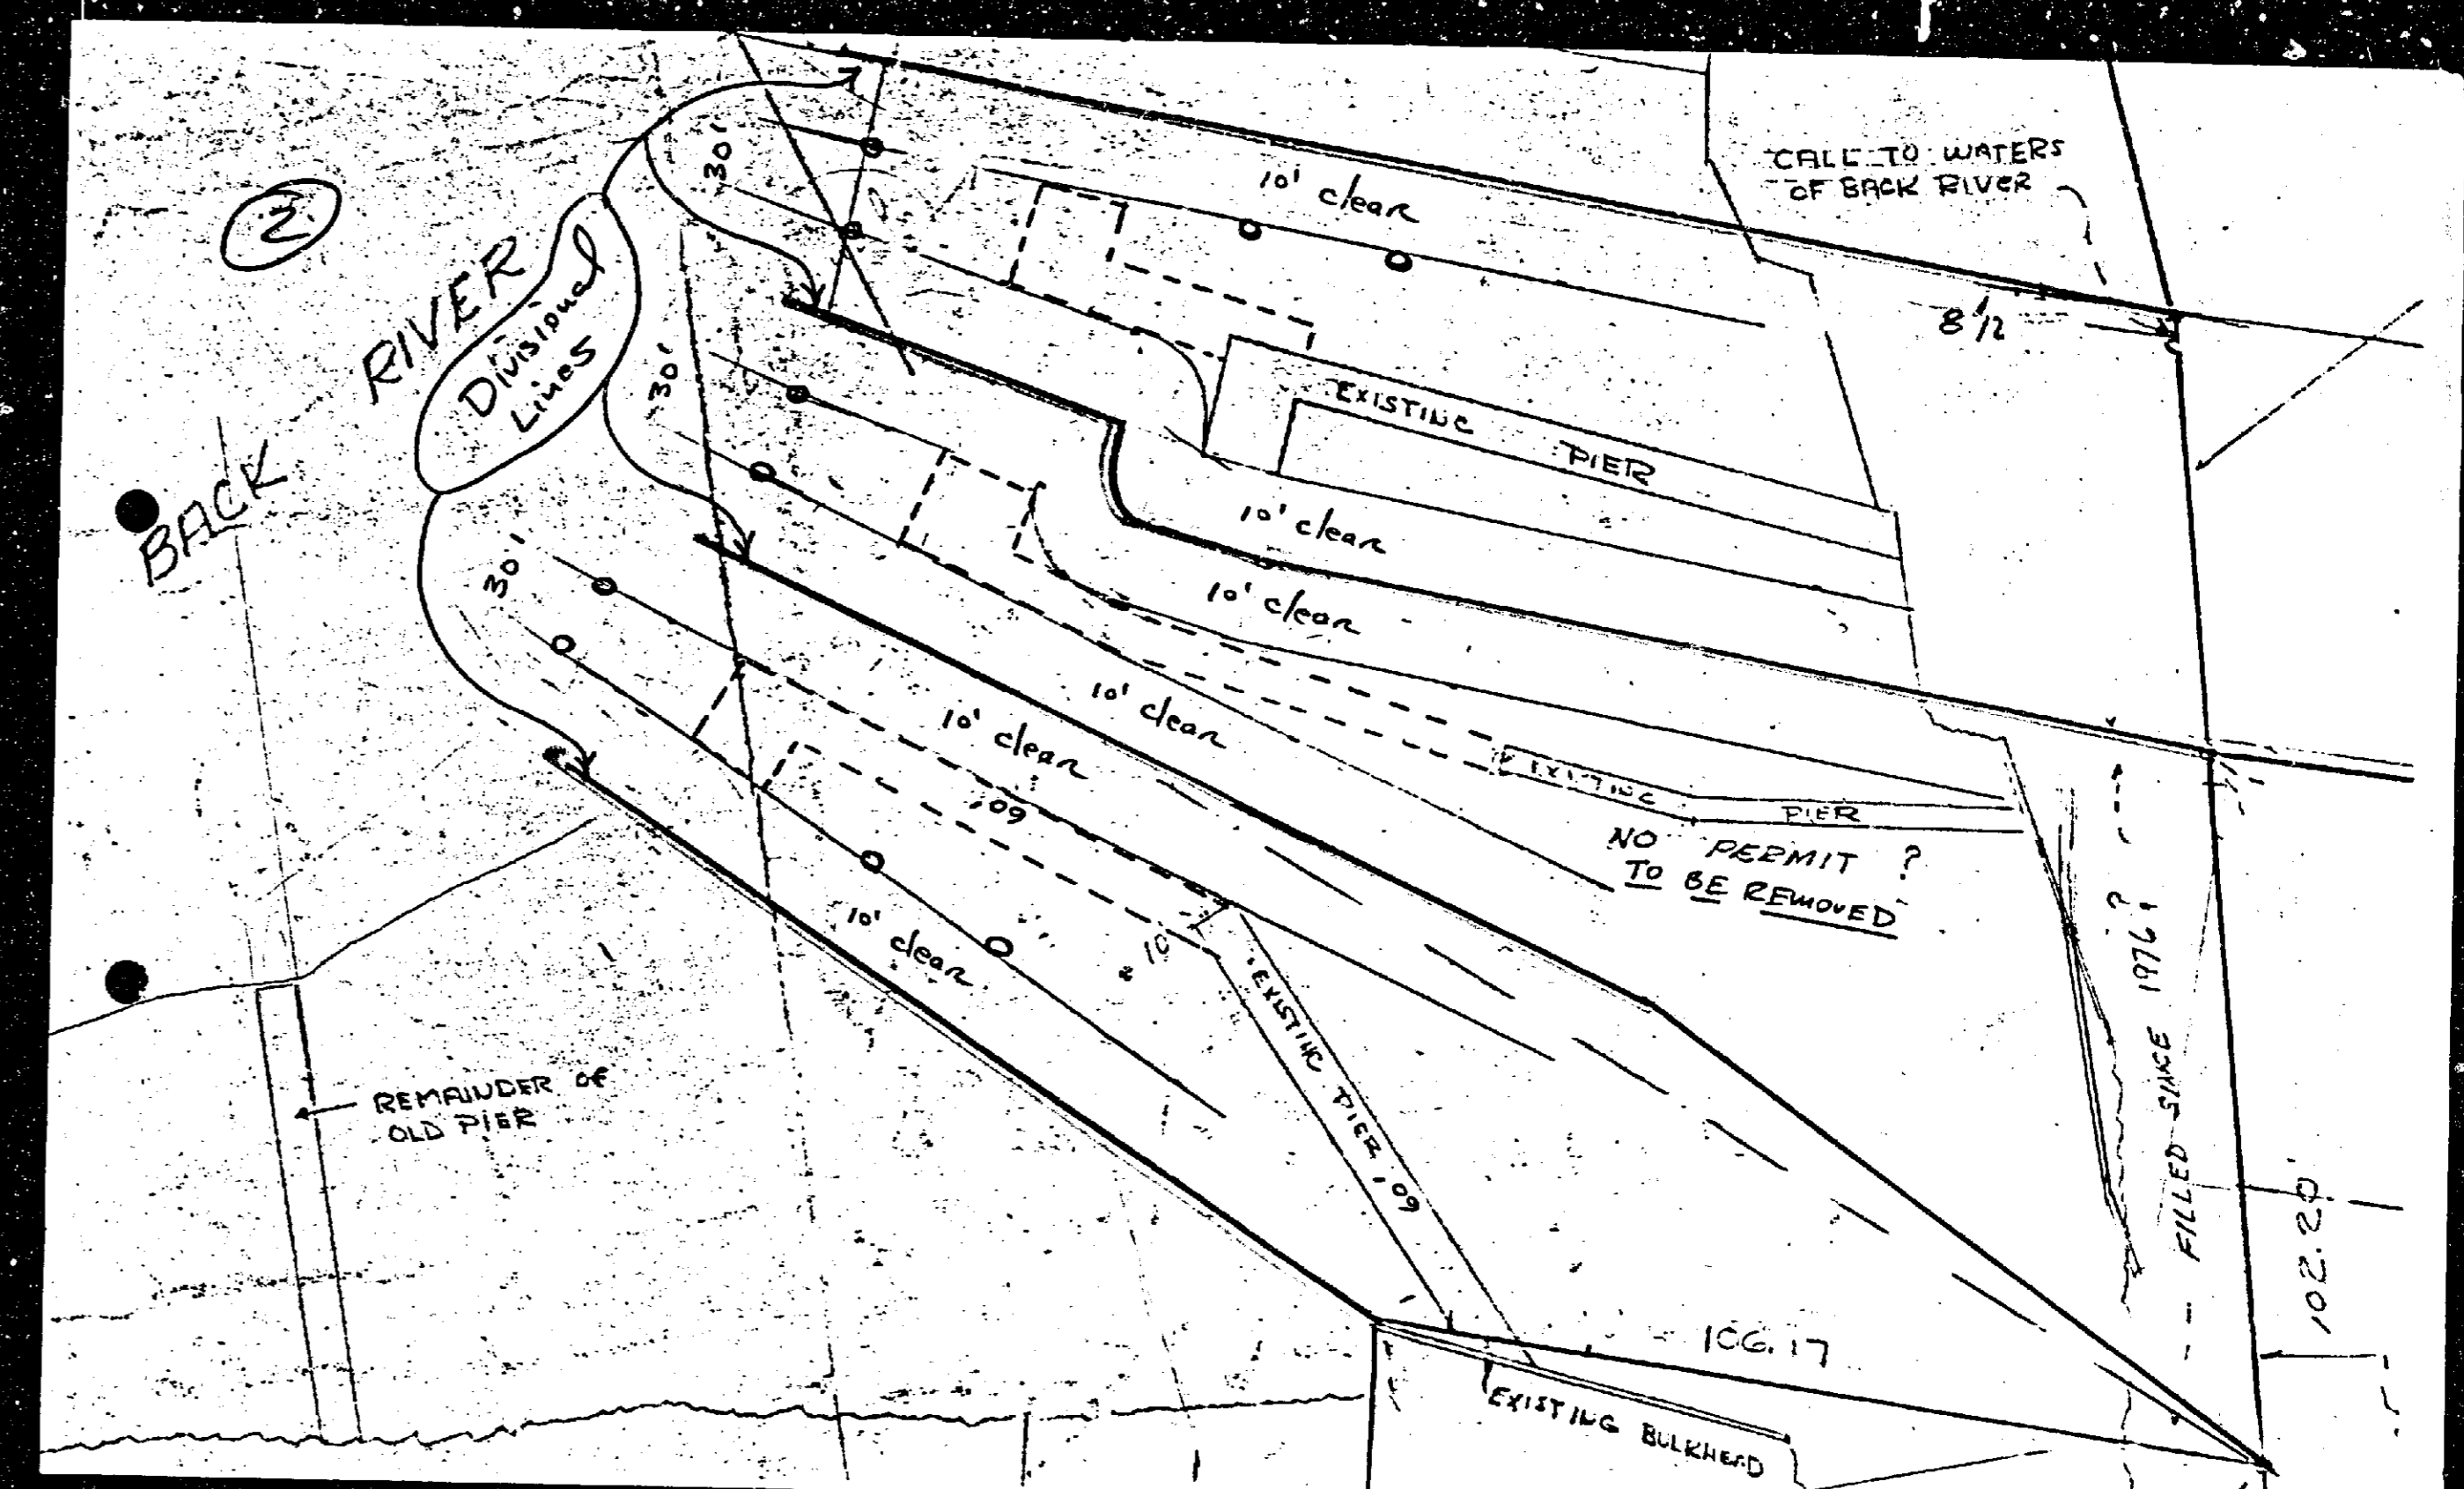 2
BACK RIVER
Divisional
Lines
30'
30'
30'
10' clear
CALL TO WATERS
OF BACK RIVER
8 1/2
EXISTING PIER
10' clear
10' clear
10' clear
10' clear
60'
10' clear
10'
PIER
NO PERMIT ?
TO BE REMOVED
EXISTING PIER 60'
FILLED SINCE 1976 ?
102.20'
106.17
EXISTING BULKHEAD
REMAINDER OF
OLD PIER